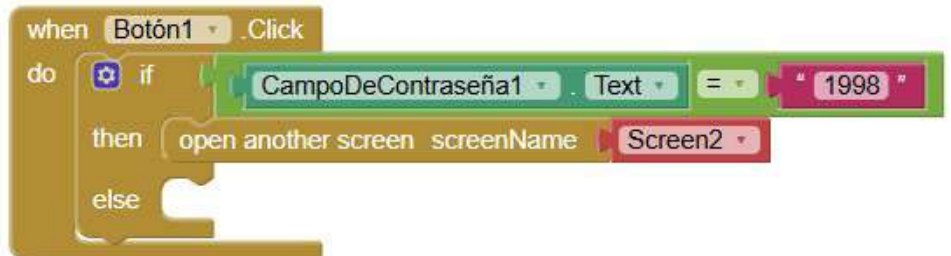 when Botón1 .Click
do if CampoDeContraseña1 . Text = " 1998 "
then open another screen screenName Screen2
else